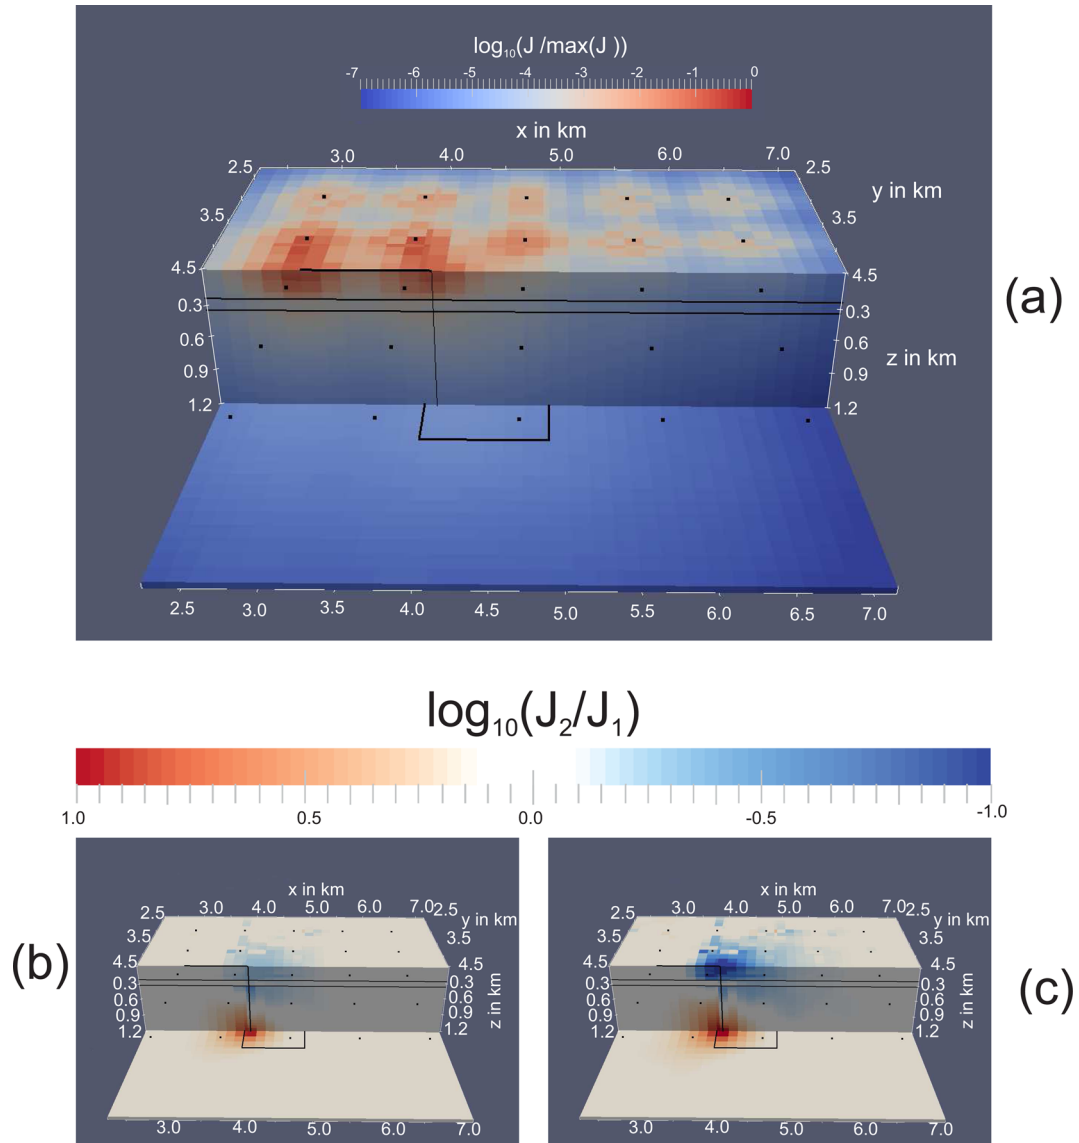 log10(J /max(J ))
-7 -6 -5 -4 -3 -2 -1 0
x in km
2.5 3.0 4.0 5.0 6.0 7.0 2.5
y in km
3.5 3.5
4.5 4.5
(a)
0.3 0.3
0.6 0.6
z in km
0.9 0.9
1.2 1.2
2.5 3.0 3.5 4.0 4.5 5.0 5.5 6.0 6.5 7.0
log10(J2/J1)
1.0 0.5 0.0 -0.5 -1.0
(b)
x in km
2.5 3.0 4.0 5.0 6.0 7.0 2.5
y in km
3.5 3.5
4.5 4.5
0.3 0.3
0.6 0.6
0.9 0.9
1.2 1.2
z in km
3.0 4.0 5.0 6.0 7.0
(c)
x in km
2.5 3.0 4.0 5.0 6.0 7.0 2.5
y in km
3.5 3.5
4.5 4.5
0.3 0.3
0.6 0.6
0.9 0.9
1.2 1.2
z in km
3.0 4.0 5.0 6.0 7.0